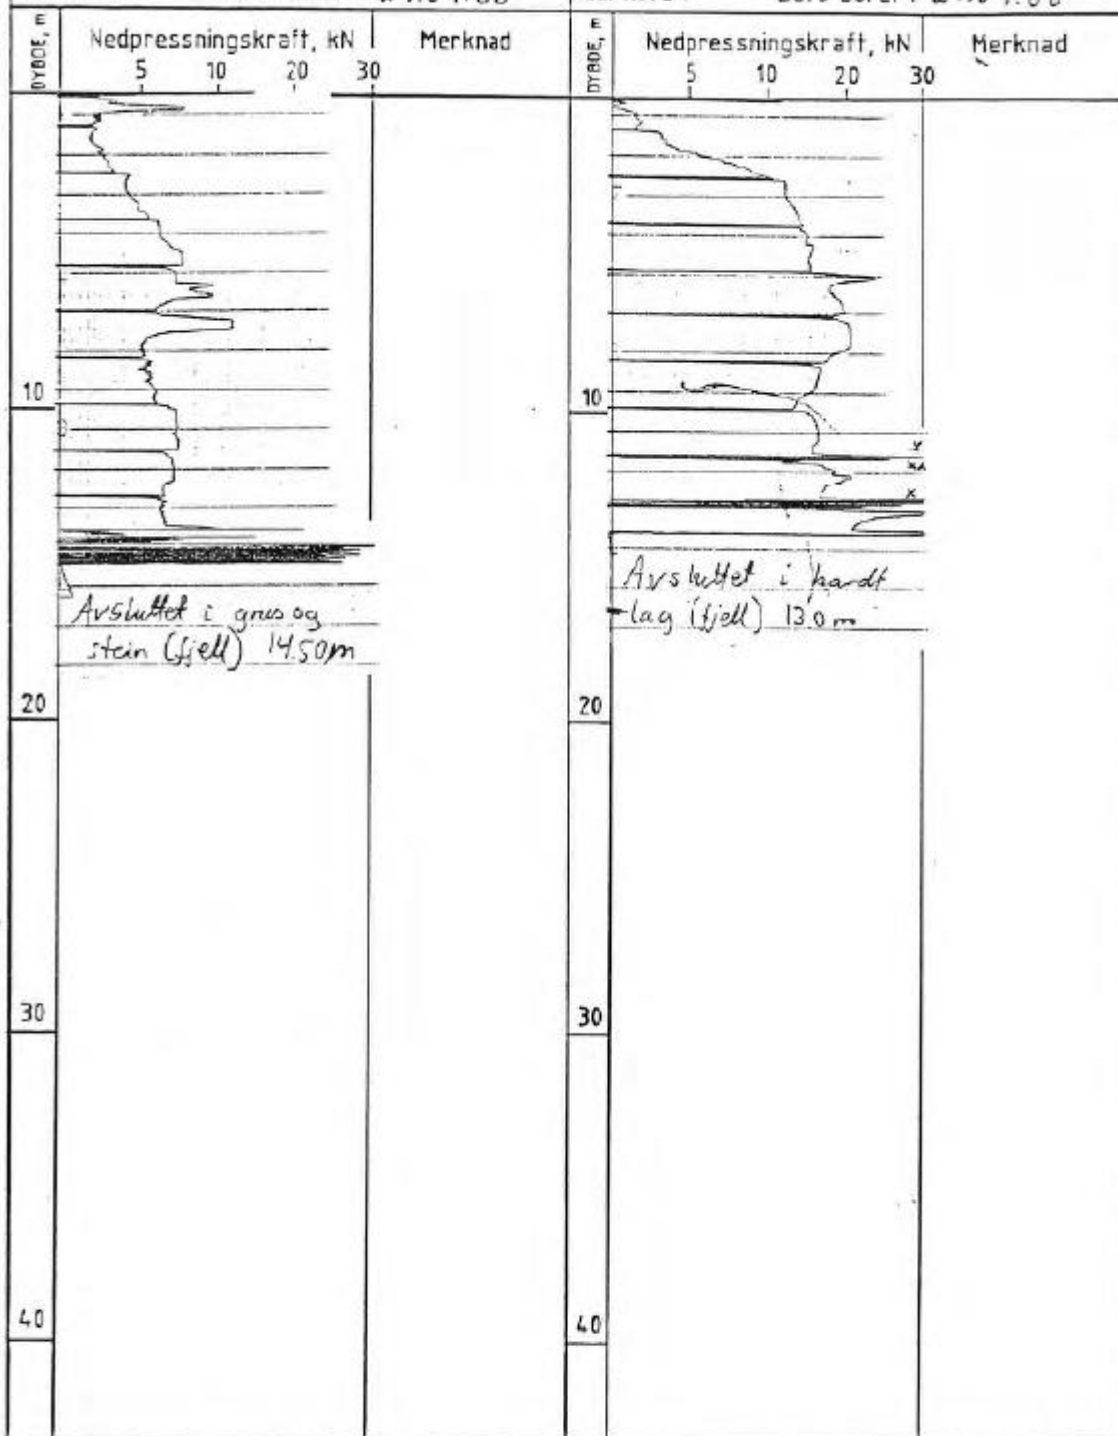 DYBDE, m
Nedpressningskraft, kN
Merknad
5 10 20 30
10
Avsluttet i grus og
stein (fjell) 14.50m
20
30
40
DYBDE, m
Nedpressningskraft, kN
Merknad
5 10 20 30
10
x
xx
x
Avsluttet i hardt
lag (fjell) 13.0 m
20
30
40